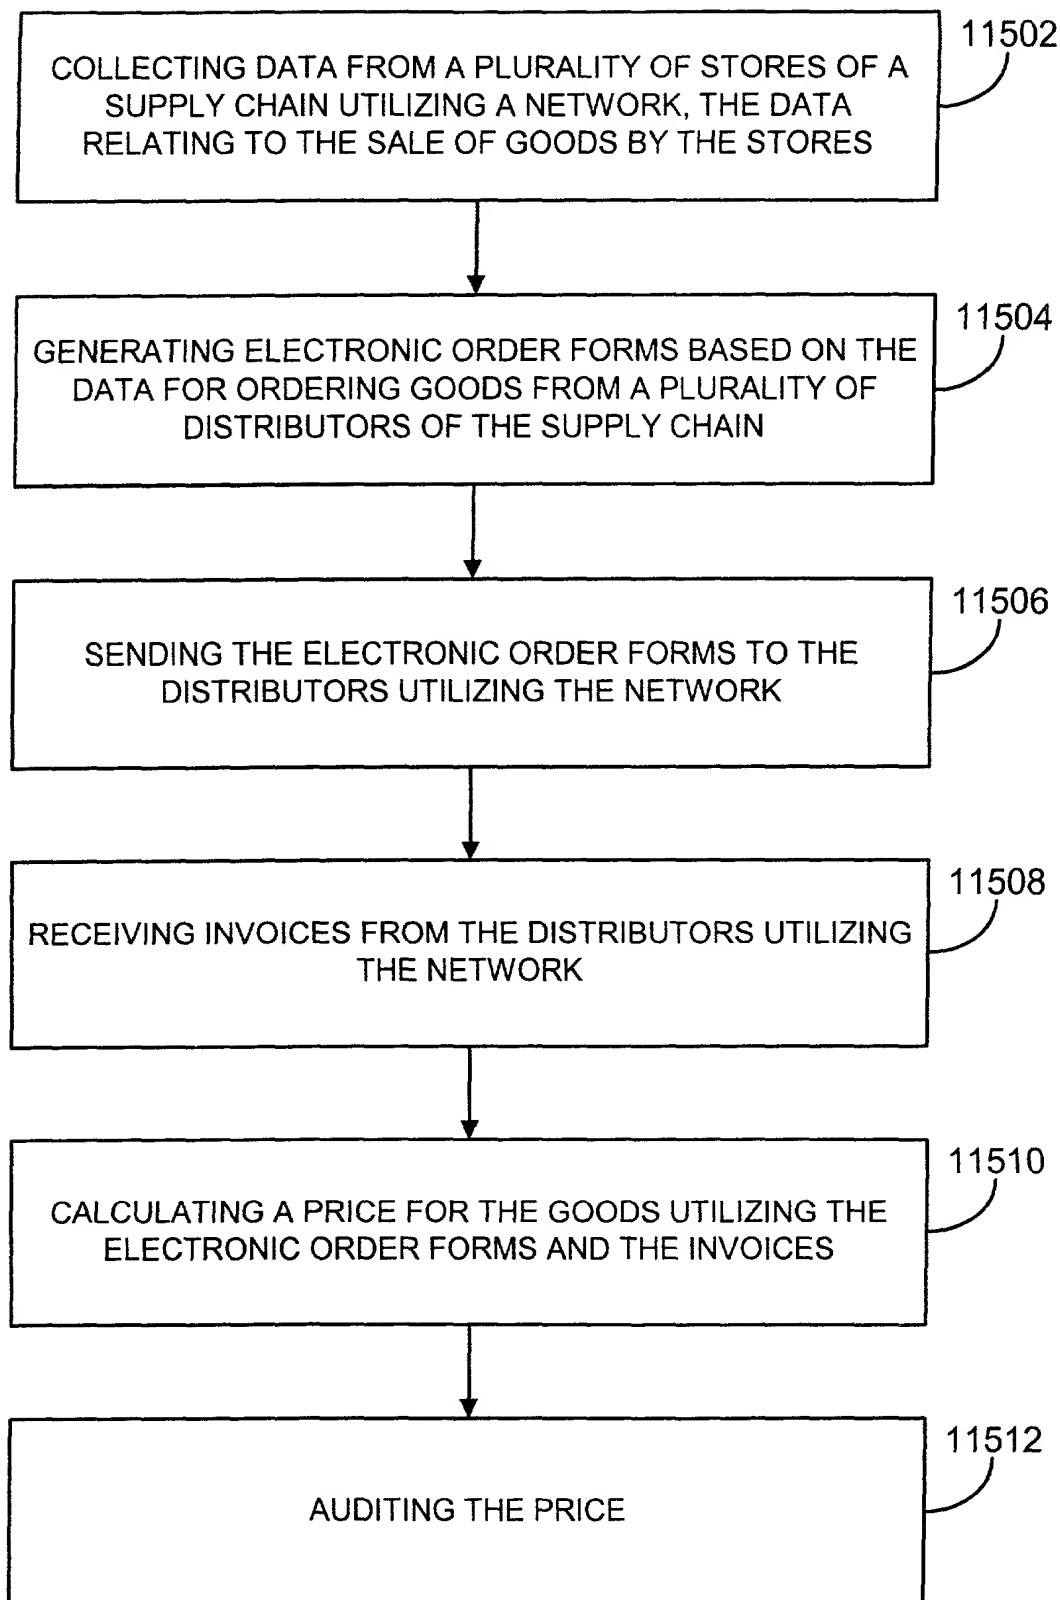 11502
COLLECTING DATA FROM A PLURALITY OF STORES OF A
SUPPLY CHAIN UTILIZING A NETWORK, THE DATA
RELATING TO THE SALE OF GOODS BY THE STORES
11504
GENERATING ELECTRONIC ORDER FORMS BASED ON THE
DATA FOR ORDERING GOODS FROM A PLURALITY OF
DISTRIBUTORS OF THE SUPPLY CHAIN
11506
SENDING THE ELECTRONIC ORDER FORMS TO THE
DISTRIBUTORS UTILIZING THE NETWORK
11508
RECEIVING INVOICES FROM THE DISTRIBUTORS UTILIZING
THE NETWORK
11510
CALCULATING A PRICE FOR THE GOODS UTILIZING THE
ELECTRONIC ORDER FORMS AND THE INVOICES
11512
AUDITING THE PRICE